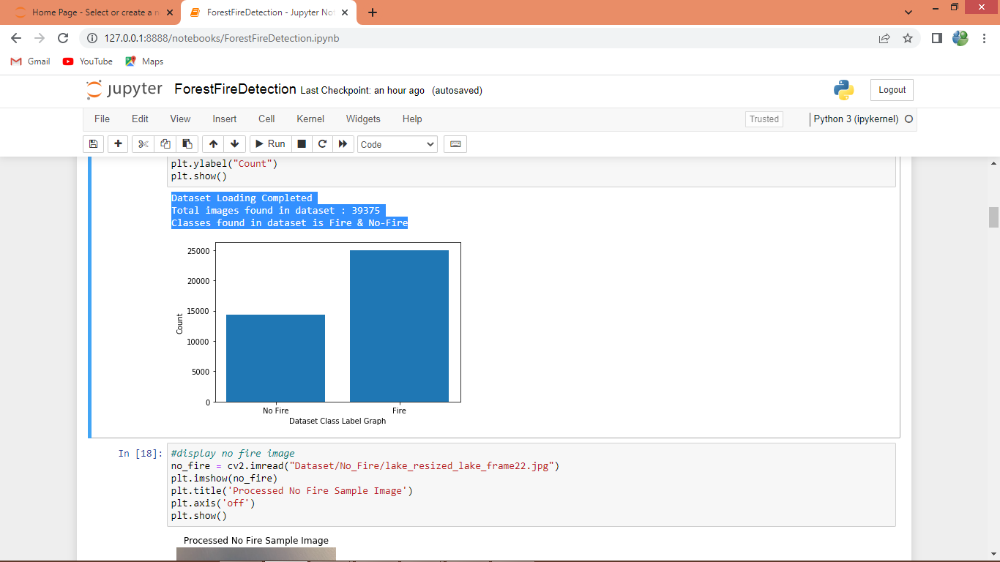 Home Page - Select or create a n
ForestFireDetection - Jupyter Not
127.0.0.1:8888/notebooks/ForestFireDetection.ipynb
Gmail
YouTube
Maps
jupyter
ForestFireDetection Last Checkpoint: an hour ago (autosaved)
Logout
File Edit View Insert Cell Kernel Widgets Help
Trusted
Python 3 (ipykernel)
Run
Code
plt.ylabel("Count")
plt.show()
Dataset Loading Completed
Total images found in dataset : 39375
Classes found in dataset is Fire & No-Fire
25000
20000
15000
10000
5000
0
Count
No Fire
Fire
Dataset Class Label Graph
In [18]:
#display no fire image
no_fire = cv2.imread("Dataset/No_Fire/lake_resized_lake_frame22.jpg")
plt.imshow(no_fire)
plt.title('Processed No Fire Sample Image')
plt.axis('off')
plt.show()
Processed No Fire Sample Image